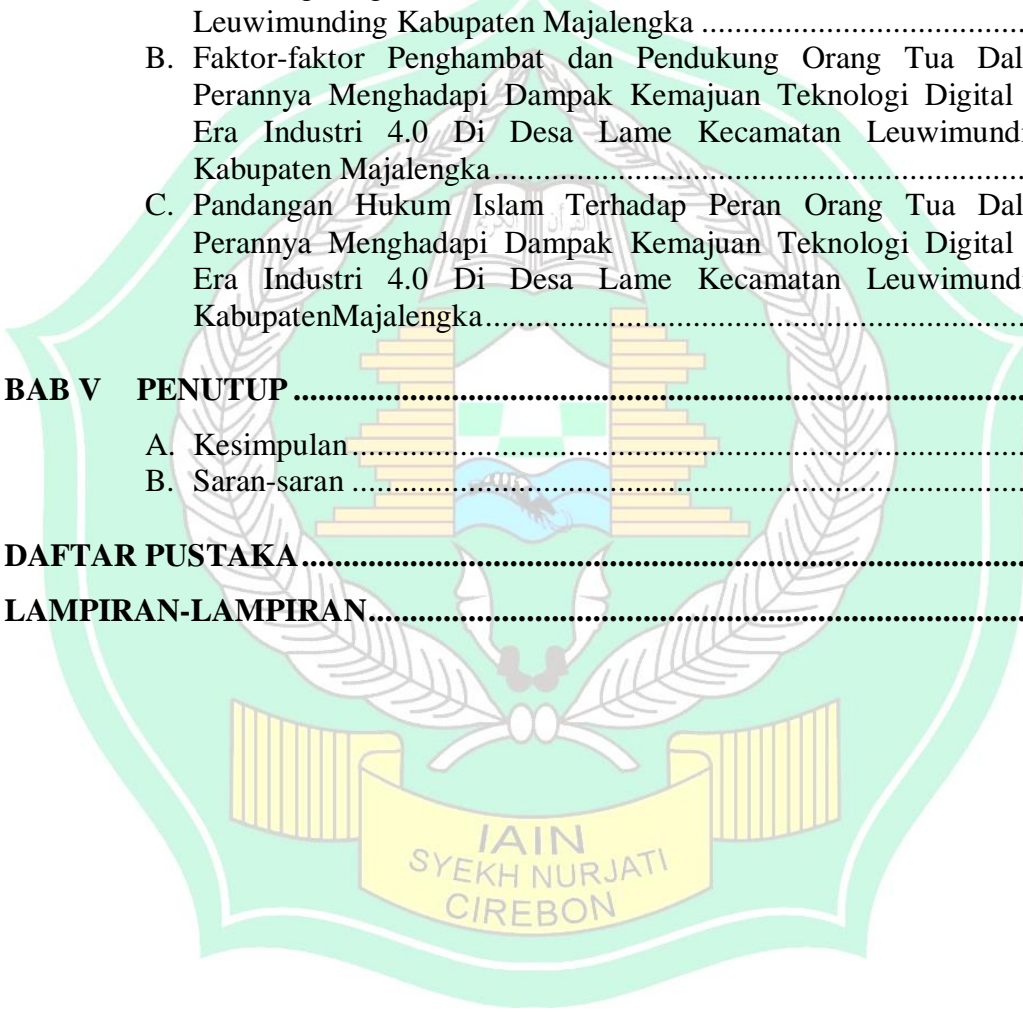 Leuwimunding Kabupaten Majalengka ........................................
B. Faktor-faktor Penghambat dan Pendukung Orang Tua Dal
Perannya Menghadapi Dampak Kemajuan Teknologi Digital
Era Industri 4.0 Di Desa Lame Kecamatan Leuwimund
Kabupaten Majalengka.................................................................
C. Pandangan Hukum Islam Terhadap Peran Orang Tua Dal
Perannya Menghadapi Dampak Kemajuan Teknologi Digital
Era Industri 4.0 Di Desa Lame Kecamatan Leuwimund
KabupatenMajalengka..................................................................
BAB V PENUTUP .........................................................................................
A. Kesimpulan..................................................................................
B. Saran-saran ..................................................................................
DAFTAR PUSTAKA........................................................................................
LAMPIRAN-LAMPIRAN................................................................................
IAIN
SYEKH NURJATI
CIREBON